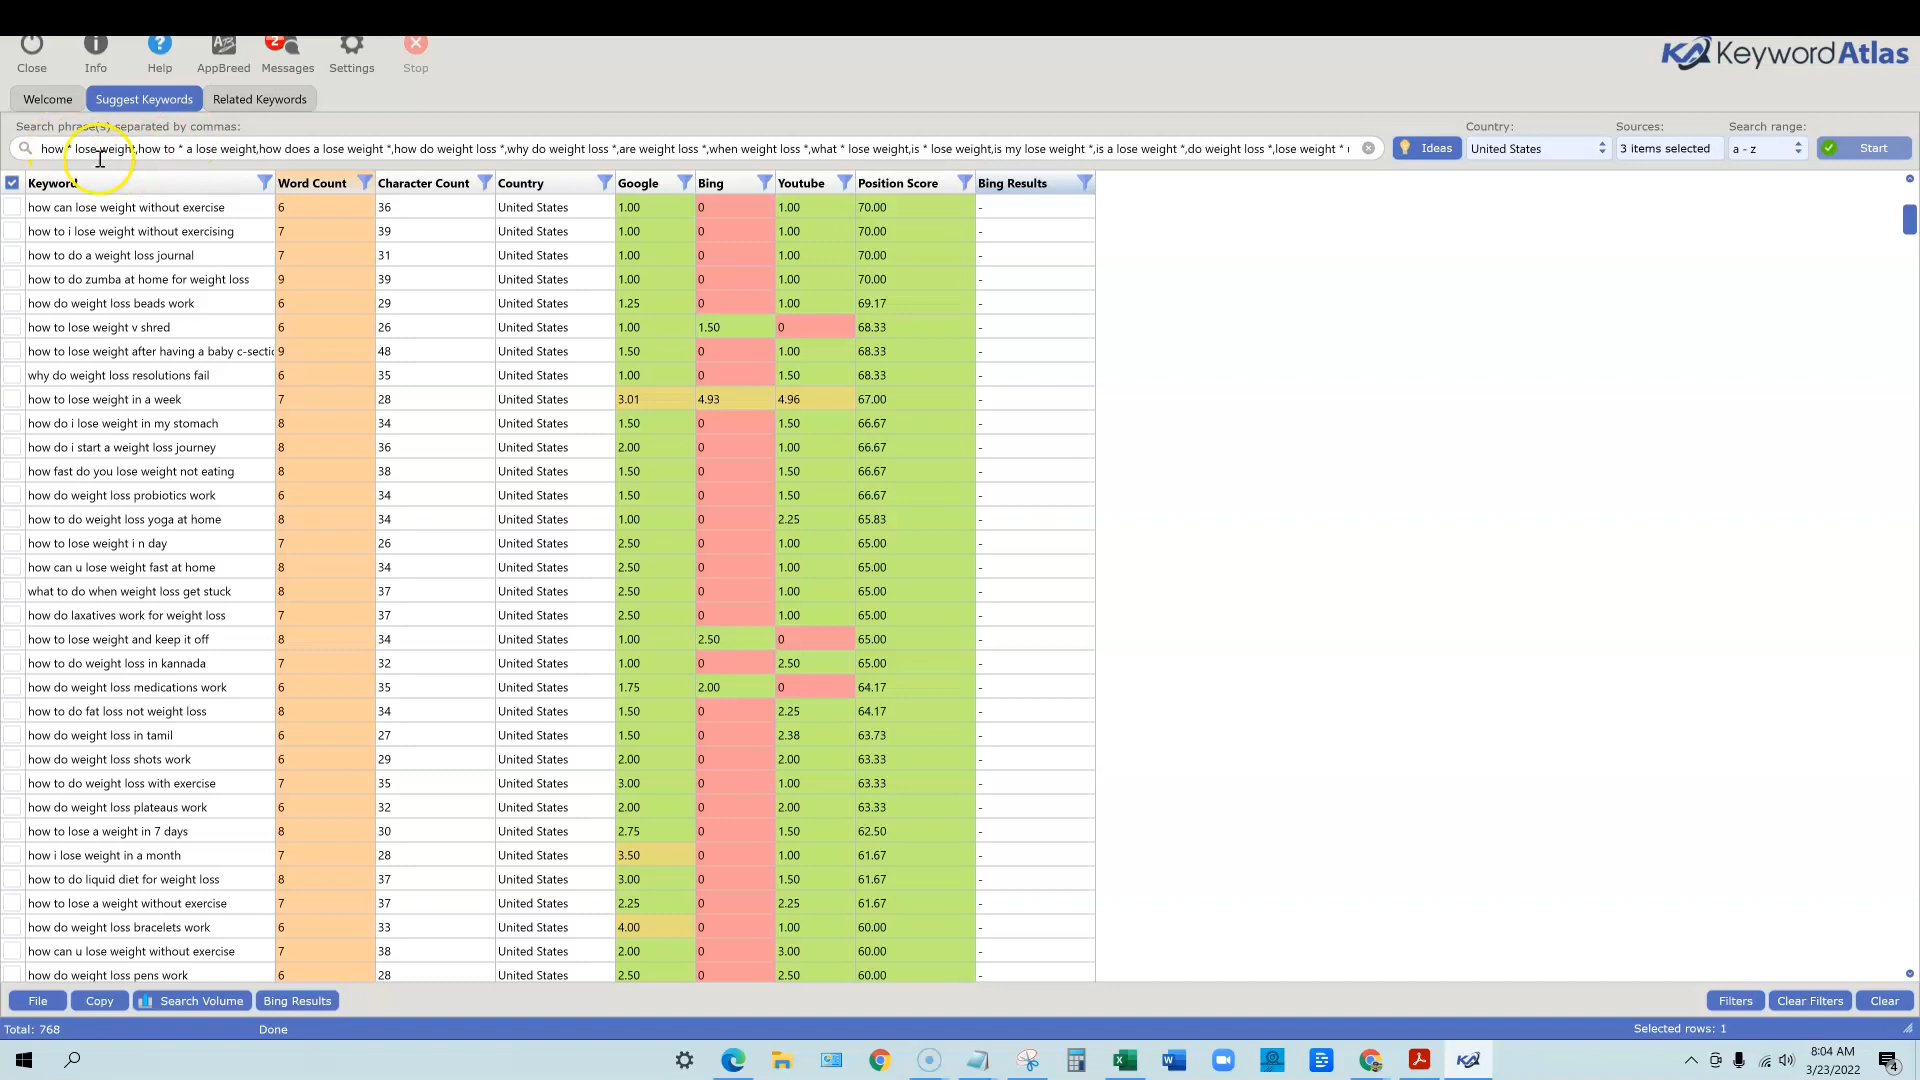 Close Info Help AppBreed 2 Messages Settings Stop KA KeywordAtlas
Welcome Suggest Keywords Related Keywords
Search phrase(s) separated by commas: Country: Sources: Search range:
how * lose weight,how to * a lose weight,how does a lose weight *,how do weight loss *,why do weight loss *,are weight loss *,when weight loss *,what * lose weight,is * lose weight,is my lose weight *,is a lose weight *,do weight loss *,lose weight * Ideas United States 3 items selected a - z Start
Keyword Word Count Character Count Country Google Bing Youtube Position Score Bing Results
how can lose weight without exercise 6 36 United States 1.00 0 1.00 70.00 -
how to i lose weight without exercising 7 39 United States 1.00 0 1.00 70.00 -
how to do a weight loss journal 7 31 United States 1.00 0 1.00 70.00 -
how to do zumba at home for weight loss 9 39 United States 1.00 0 1.00 70.00 -
how do weight loss beads work 6 29 United States 1.25 0 1.00 69.17 -
how to lose weight v shred 6 26 United States 1.00 1.50 0 68.33 -
how to lose weight after having a baby c-sectic 9 48 United States 1.50 0 1.00 68.33 -
why do weight loss resolutions fail 6 35 United States 1.00 0 1.50 68.33 -
how to lose weight in a week 7 28 United States 3.01 4.93 4.96 67.00 -
how do i lose weight in my stomach 8 34 United States 1.50 0 1.50 66.67 -
how do i start a weight loss journey 8 36 United States 2.00 0 1.00 66.67 -
how fast do you lose weight not eating 8 38 United States 1.50 0 1.50 66.67 -
how do weight loss probiotics work 6 34 United States 1.50 0 1.50 66.67 -
how to do weight loss yoga at home 8 34 United States 1.00 0 2.25 65.83 -
how to lose weight i n day 7 26 United States 2.50 0 1.00 65.00 -
how can u lose weight fast at home 8 34 United States 2.50 0 1.00 65.00 -
what to do when weight loss get stuck 8 37 United States 2.50 0 1.00 65.00 -
how do laxatives work for weight loss 7 37 United States 2.50 0 1.00 65.00 -
how to lose weight and keep it off 8 34 United States 1.00 2.50 0 65.00 -
how to do weight loss in kannada 7 32 United States 1.00 0 2.50 65.00 -
how do weight loss medications work 6 35 United States 1.75 2.00 0 64.17 -
how to do fat loss not weight loss 8 34 United States 1.50 0 2.25 64.17 -
how do weight loss in tamil 6 27 United States 1.50 0 2.38 63.73 -
how do weight loss shots work 6 29 United States 2.00 0 2.00 63.33 -
how to do weight loss with exercise 7 35 United States 3.00 0 1.00 63.33 -
how do weight loss plateaus work 6 32 United States 2.00 0 2.00 63.33 -
how to lose a weight in 7 days 8 30 United States 2.75 0 1.50 62.50 -
how i lose weight in a month 7 28 United States 3.50 0 1.00 61.67 -
how to do liquid diet for weight loss 8 37 United States 3.00 0 1.50 61.67 -
how to lose a weight without exercise 7 37 United States 2.25 0 2.25 61.67 -
how do weight loss bracelets work 6 33 United States 4.00 0 1.00 60.00 -
how can u lose weight without exercise 7 38 United States 2.00 0 3.00 60.00 -
how do weight loss pens work 6 28 United States 2.50 0 2.50 60.00 -
File Copy Search Volume Bing Results Filters Clear Filters Clear
Total: 768 Done Selected rows: 1
8:04 AM
3/23/2022 4